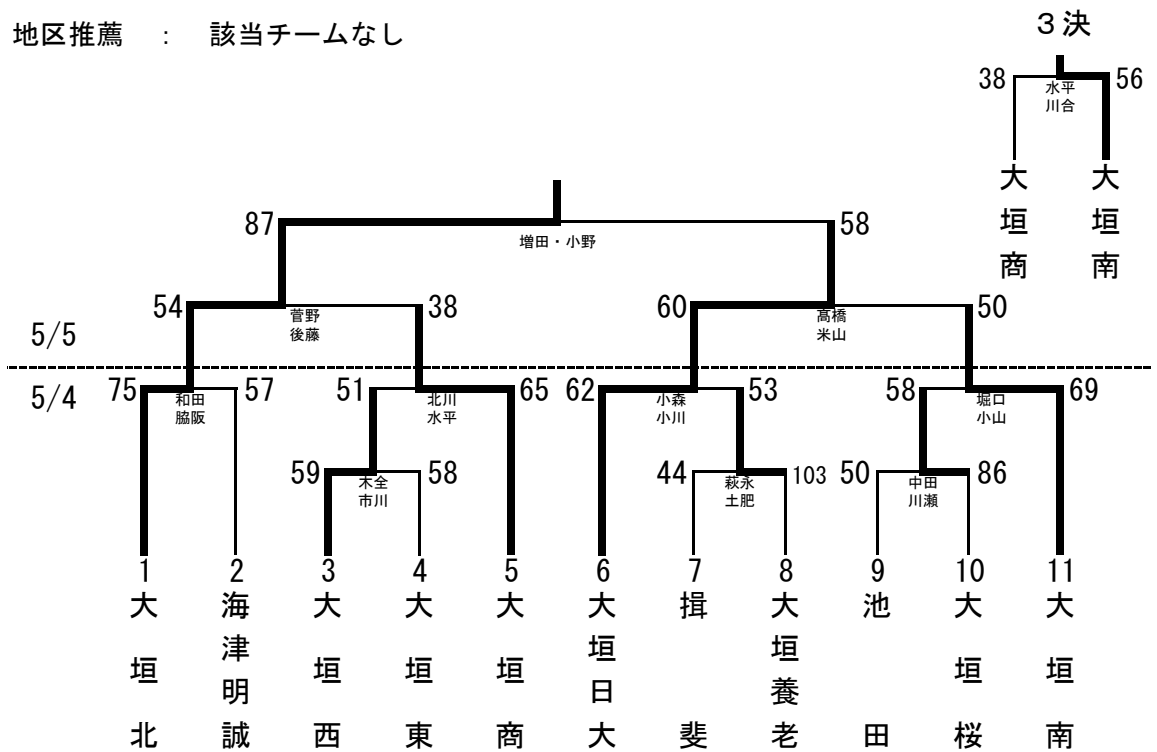 地区推薦 : 該当チームなし
3決
38 56
水平
川合
大垣商
大垣南
87 58
増田・小野
54 38 60 50
菅野
後藤
髙橋
米山
5/5
5/4
75 57 51 65 62 53 58 69
和田
脇阪
北川
水平
小森
小川
堀口
小山
59 58 44 103 50 86
木全
市川
萩永
土肥
中田
川瀬
1 2 3 4 5 6 7 8 9 10 11
大垣北
海津明誠
大垣西
大垣東
大垣商
大垣日大
揖斐
大垣養老
池田
大垣桜
大垣南